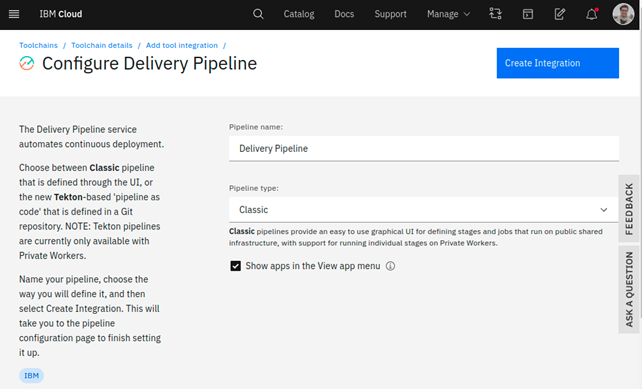 IBM Cloud
Catalog
Docs
Support
Manage
Toolchains / Toolchain details / Add tool integration /
Configure Delivery Pipeline
Create Integration
The Delivery Pipeline service
automates continuous deployment.
Choose between Classic pipeline
that is defined through the UI, or
the new Tekton-based 'pipeline as
code' that is defined in a Git
repository. NOTE: Tekton pipelines
are currently only available with
Private Workers.
Name your pipeline, choose the
way you will define it, and then
select Create Integration. This will
take you to the pipeline
configuration page to finish setting
it up.
IBM
Pipeline name:
Delivery Pipeline
Pipeline type:
Classic
Classic pipelines provide an easy to use graphical UI for defining stages and jobs that run on public shared
infrastructure, with support for running individual stages on Private Workers.
Show apps in the View app menu
FEEDBACK
ASK A QUESTION